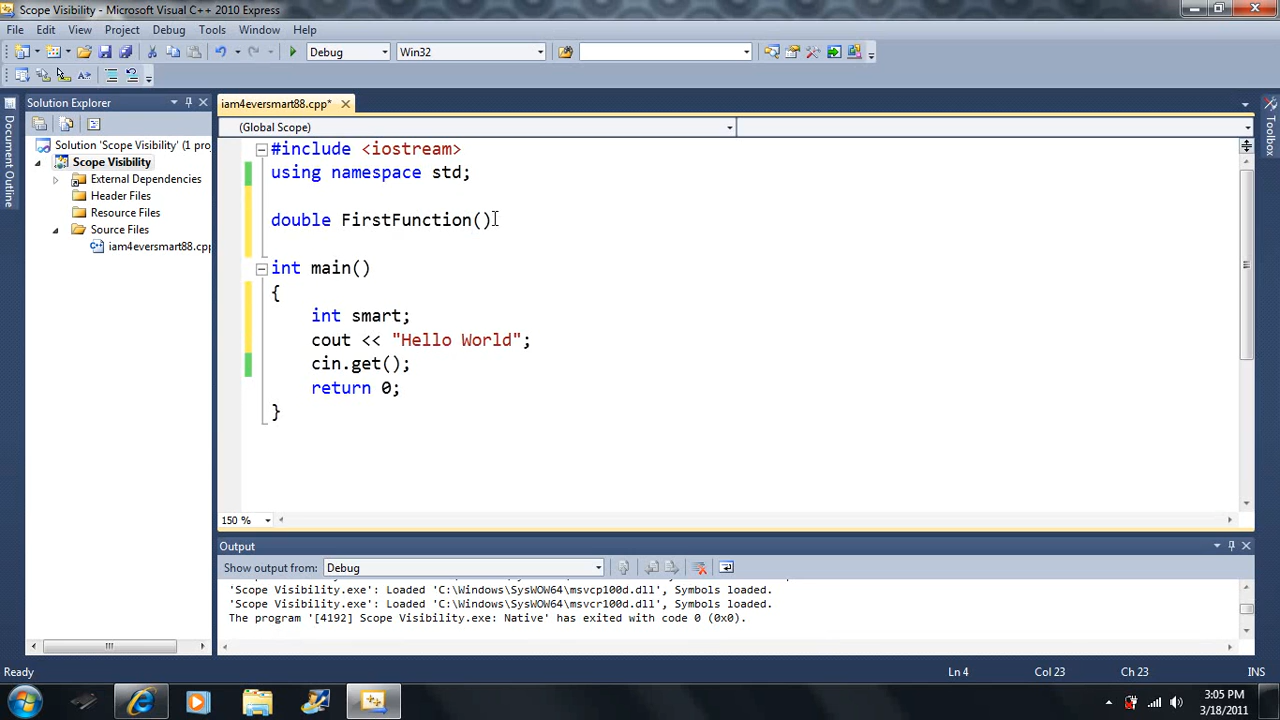 Scope Visibility - Microsoft Visual C++ 2010 Express
File Edit View Project Debug Tools Window Help
Debug Win32
Solution Explorer
iam4eversmart88.cpp*
Document Outline
Toolbox
(Global Scope)
Solution 'Scope Visibility' (1 proj
Scope Visibility
External Dependencies
Header Files
Resource Files
Source Files
iam4eversmart88.cpp
#include <iostream>
using namespace std;
double FirstFunction()
int main()
{
int smart;
cout << "Hello World";
cin.get();
return 0;
}
150 %
Output
Show output from: Debug
'Scope Visibility.exe': Loaded 'C:\Windows\SysWOW64\msvcp100d.dll', Symbols loaded.
'Scope Visibility.exe': Loaded 'C:\Windows\SysWOW64\msvcr100d.dll', Symbols loaded.
The program '[4192] Scope Visibility.exe: Native' has exited with code 0 (0x0).
Ready Ln 4 Col 23 Ch 23 INS
3:05 PM
3/18/2011